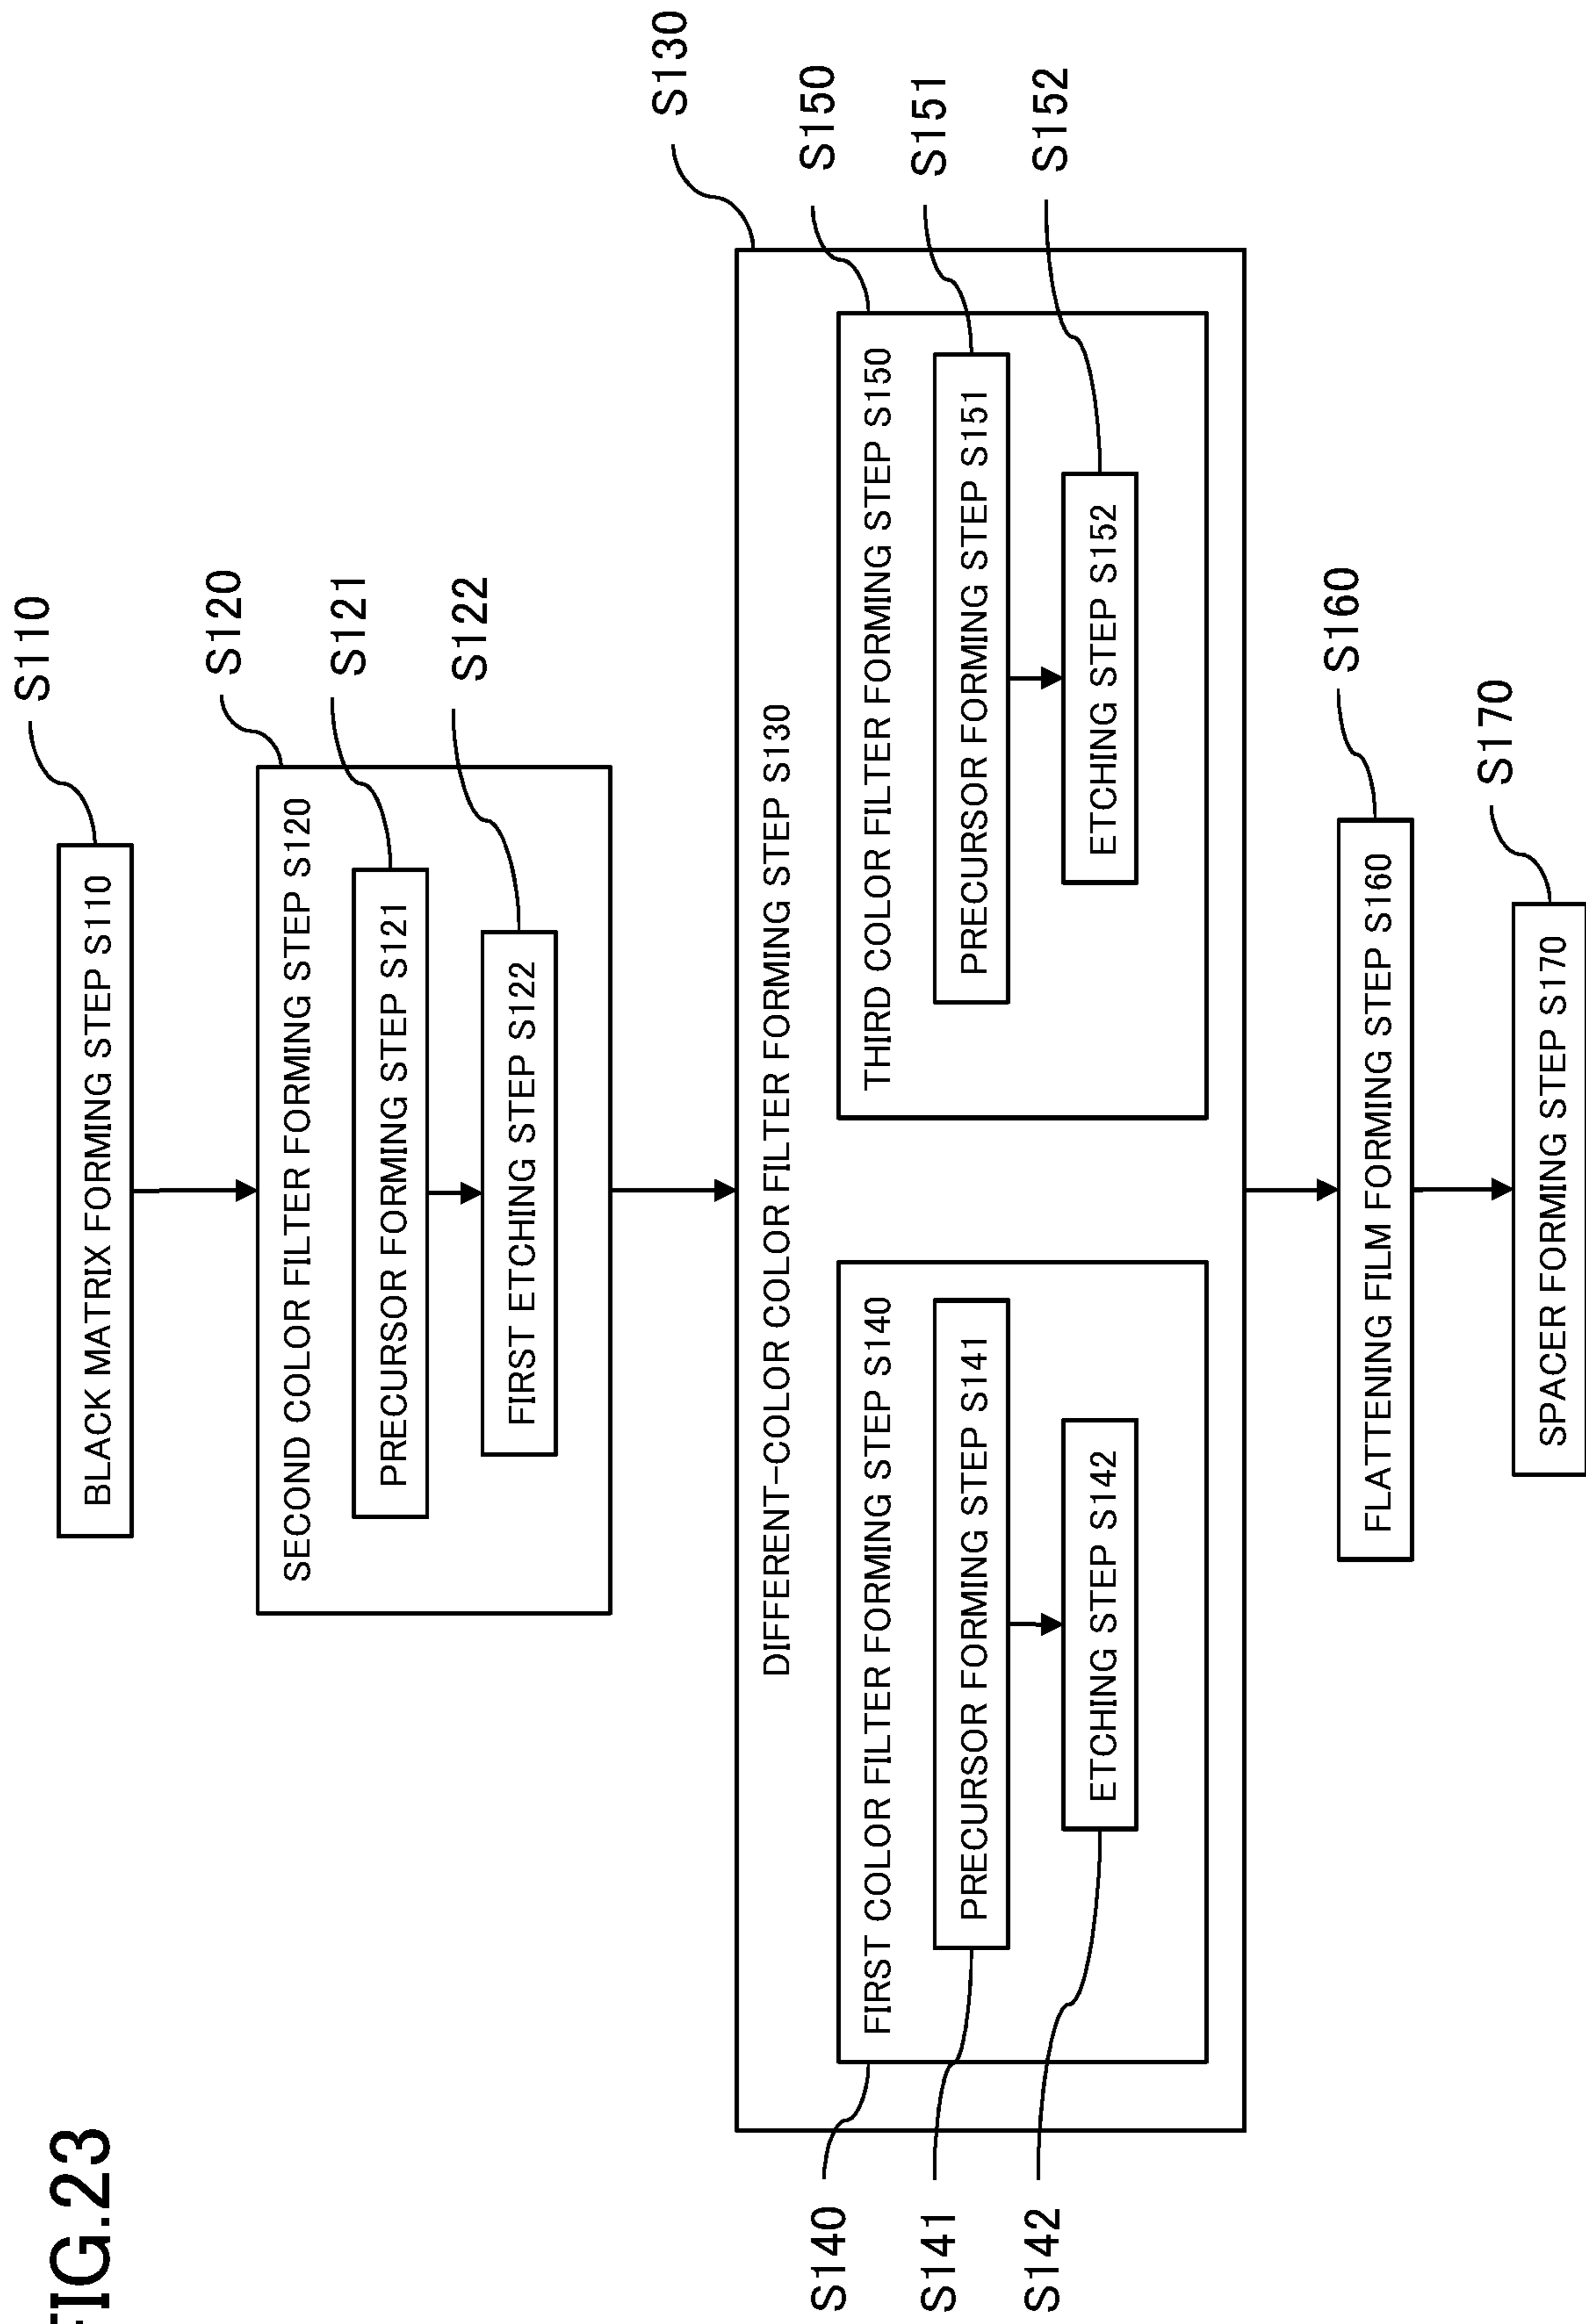 FIG.23
BLACK MATRIX FORMING STEP S110
S110
SECOND COLOR FILTER FORMING STEP S120
S120
PRECURSOR FORMING STEP S121
S121
FIRST ETCHING STEP S122
S122
DIFFERENT-COLOR COLOR FILTER FORMING STEP S130
S130
S140
FIRST COLOR FILTER FORMING STEP S140
S141
PRECURSOR FORMING STEP S141
S142
ETCHING STEP S142
THIRD COLOR FILTER FORMING STEP S150
S150
PRECURSOR FORMING STEP S151
S151
ETCHING STEP S152
S152
FLATTENING FILM FORMING STEP S160
S160
SPACER FORMING STEP S170
S170